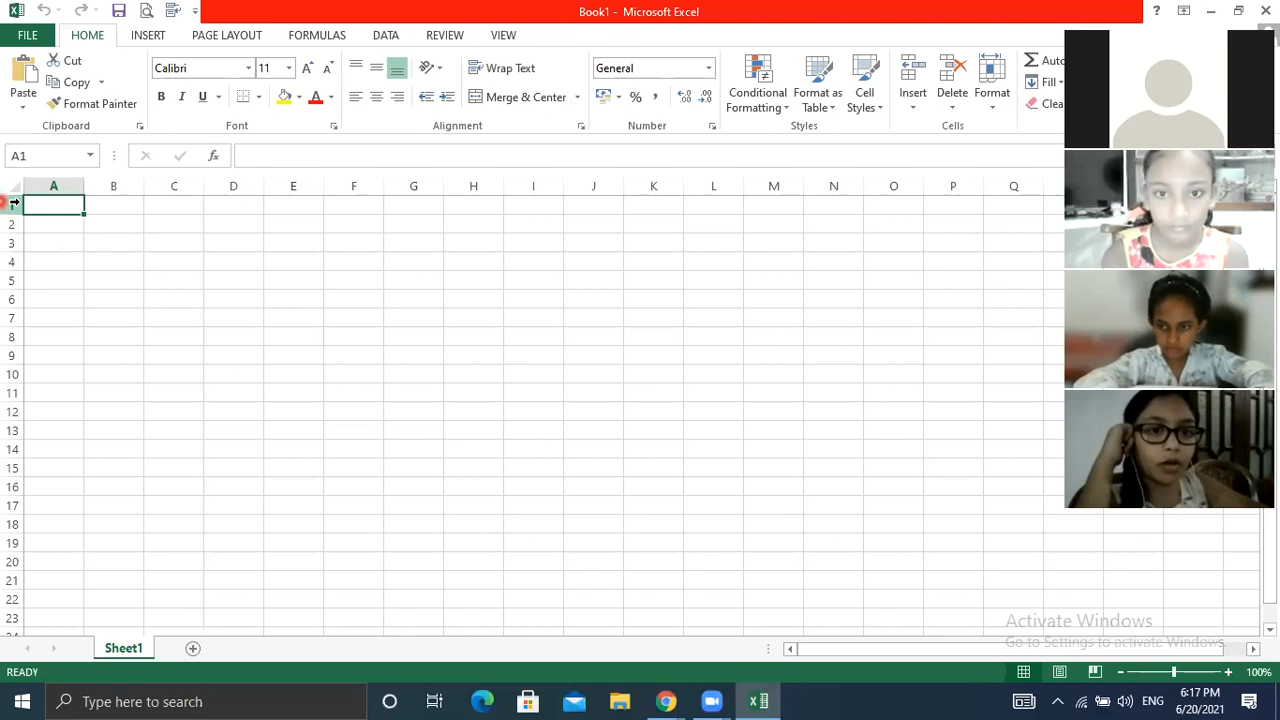 Book1 - Microsoft Excel
FILE HOME INSERT PAGE LAYOUT FORMULAS DATA REVIEW VIEW
Paste
Cut
Copy
Format Painter
Clipboard
Calibri 11
B I U
Font
Wrap Text
Merge & Center
Alignment
General
%
Number
Conditional Formatting
Format as Table
Cell Styles
Styles
Insert
Delete
Format
Cells
Auto
Fill
Clea
A1
fx
A B C D E F G H I J K L M N O P Q
1
2
3
4
5
6
7
8
9
10
11
12
13
14
15
16
17
18
19
20
21
22
23
Activate Windows
Go to Settings to activate Windows.
Sheet1
READY
100%
Type here to search
ENG
6:17 PM
6/20/2021